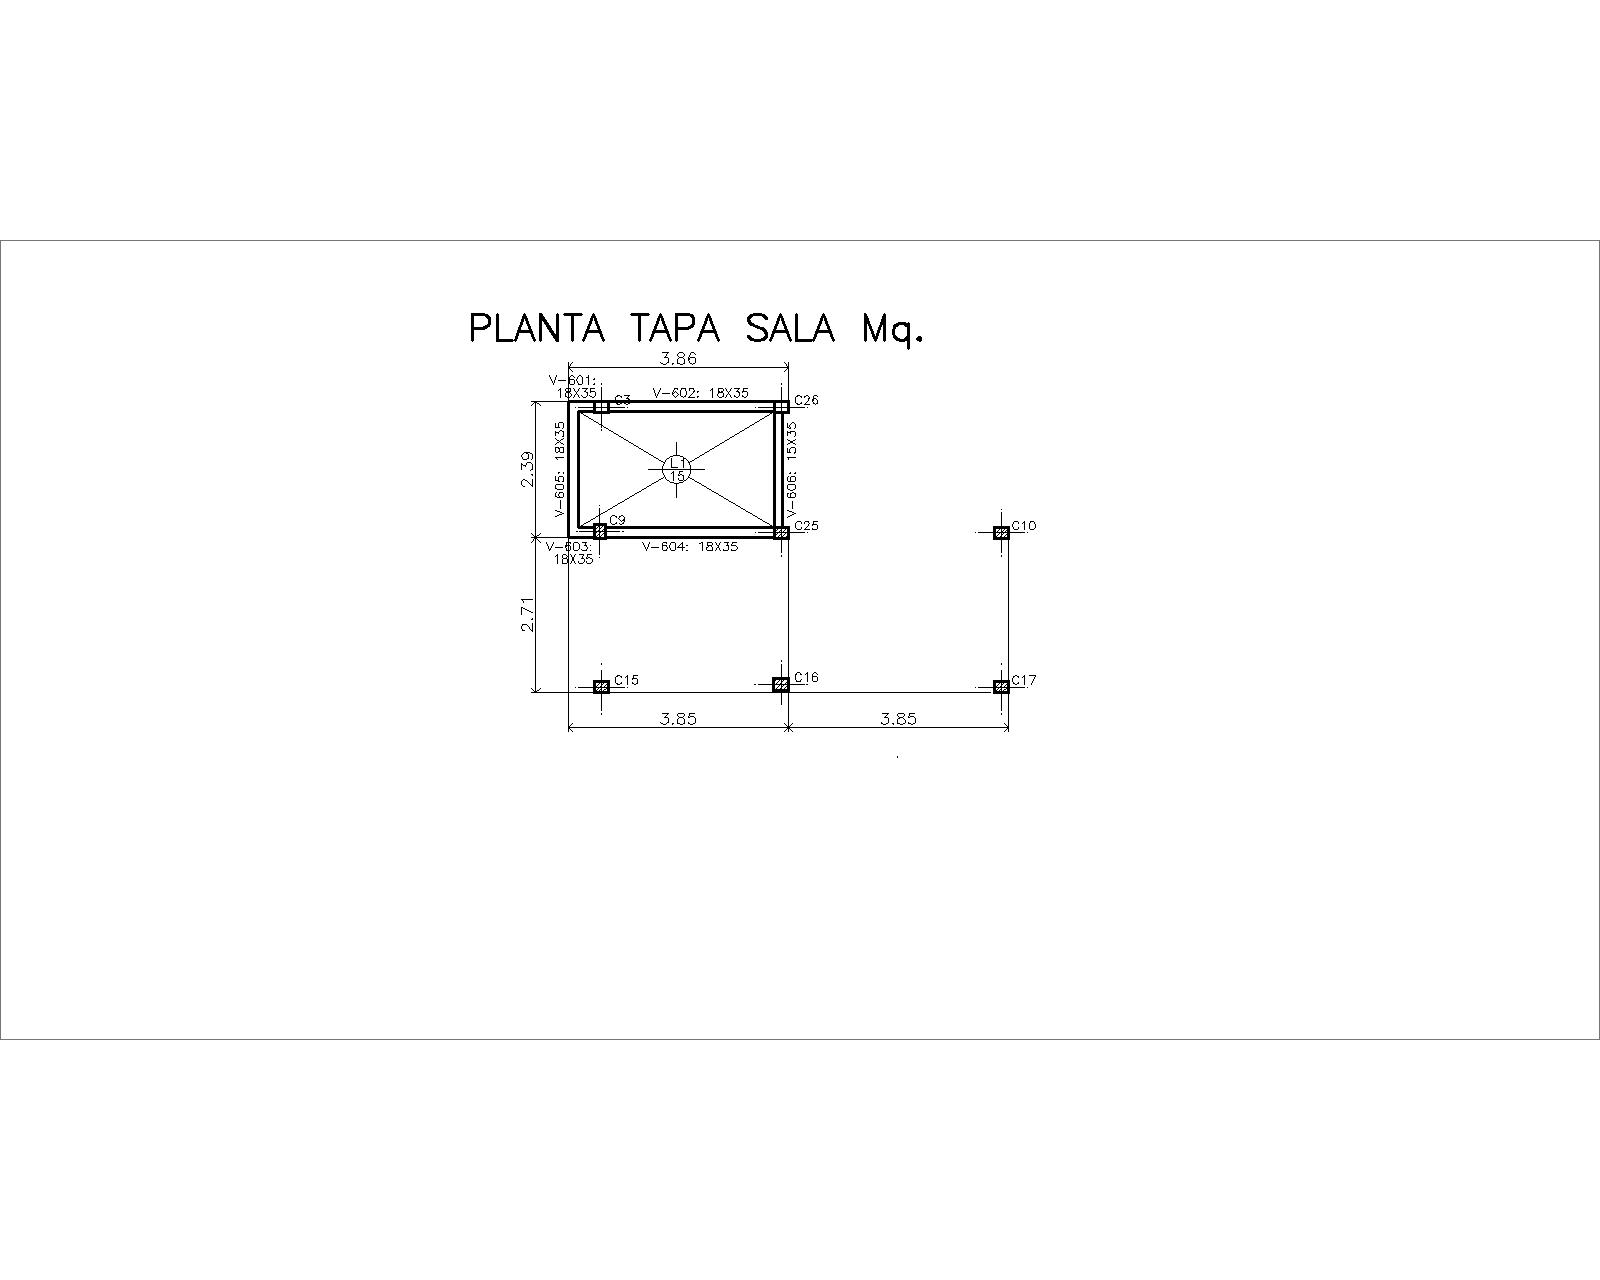 PLANTA TAPA SALA Mq.
3.86
V-601:
18X35
V-602: 18X35
C3
C26
V-605: 18X35
2.39
L1
15
V-606: 15X35
C9
C25
C10
V-603:
18X35
V-604: 18X35
2.71
C15
C16
C17
3.85
3.85